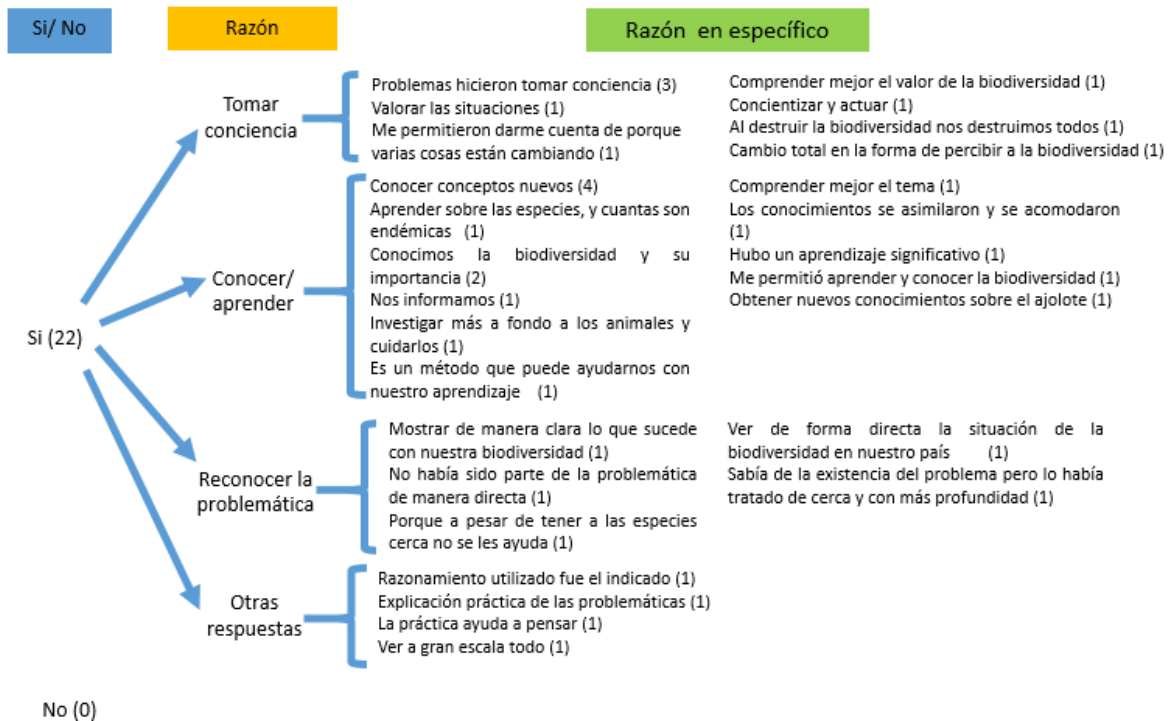 Si/ No
Razón
Razón en específico
Tomar
conciencia
Problemas hicieron tomar conciencia (3)
Valorar las situaciones (1)
Me permitieron darme cuenta de porque
varias cosas están cambiando (1)
Comprender mejor el valor de la biodiversidad (1)
Concientizar y actuar (1)
Al destruir la biodiversidad nos destruimos todos (1)
Cambio total en la forma de percibir a la biodiversidad (1)
Conocer/
aprender
Conocer conceptos nuevos (4)
Aprender sobre las especies, y cuantas son
endémicas (1)
Conocimos la biodiversidad y su
importancia (2)
Nos informamos (1)
Investigar más a fondo a los animales y
cuidarlos (1)
Es un método que puede ayudarnos con
nuestro aprendizaje (1)
Comprender mejor el tema (1)
Los conocimientos se asimilaron y se acomodaron
(1)
Hubo un aprendizaje significativo (1)
Me permitió aprender y conocer la biodiversidad (1)
Obtener nuevos conocimientos sobre el ajolote (1)
Si (22)
Reconocer la
problemática
Mostrar de manera clara lo que sucede
con nuestra biodiversidad (1)
No había sido parte de la problemática
de manera directa (1)
Porque a pesar de tener a las especies
cerca no se les ayuda (1)
Ver de forma directa la situación de la
biodiversidad en nuestro país (1)
Sabía de la existencia del problema pero lo había
tratado de cerca y con más profundidad (1)
Otras
respuestas
Razonamiento utilizado fue el indicado (1)
Explicación práctica de las problemáticas (1)
La práctica ayuda a pensar (1)
Ver a gran escala todo (1)
No (0)